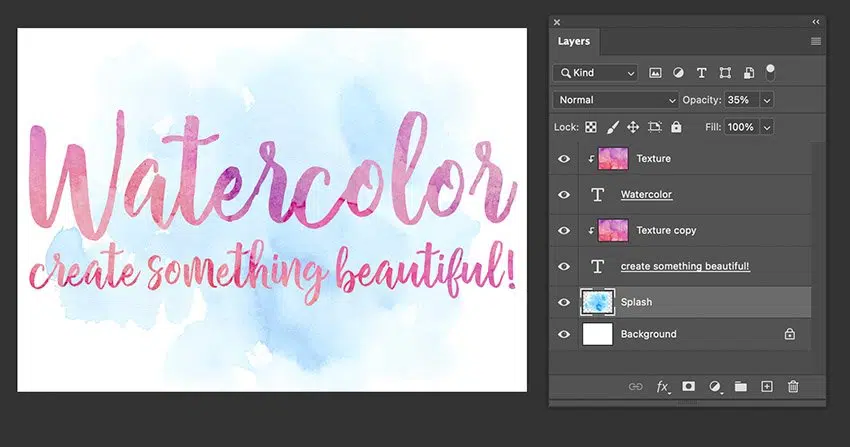 Watercolor
create something beautiful!
Layers
Kind
Normal Opacity: 35%
Lock: Fill: 100%
Texture
T Watercolor
Texture copy
T create something beautiful!
Splash
Background
fx